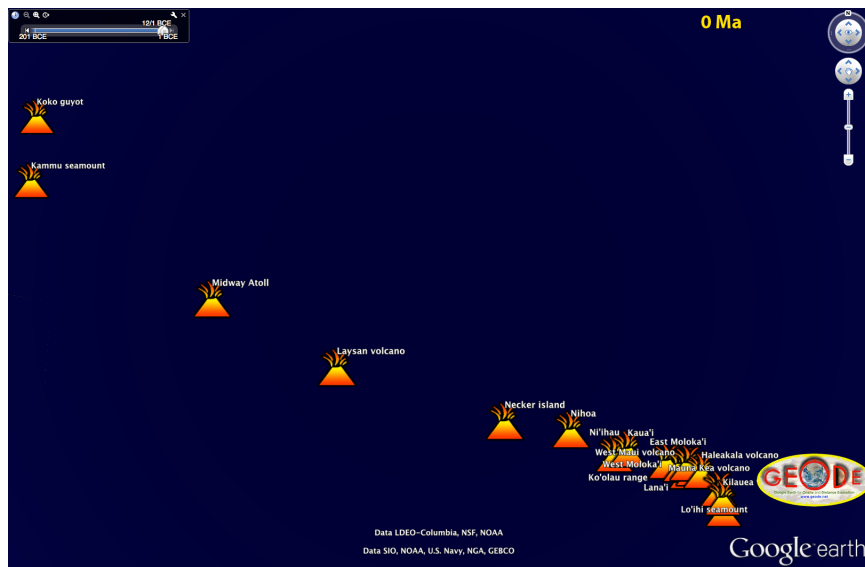 12/1 BCE
201 BCE
1 BCE
0 Ma
N
Koko guyot
Kammu seamount
Midway Atoll
Laysan volcano
Necker island
Nihoa
Ni'ihau
Kaua'i
East Moloka'i
West Maui volcano
Haleakala volcano
West Moloka'i
Mauna Kea volcano
Ko'olau range
Kilauea
Lana'i
Lo'ihi seamount
GEODE
www.geode.net
Data LDEO-Columbia, NSF, NOAA
Data SIO, NOAA, U.S. Navy, NGA, GEBCO
Google earth